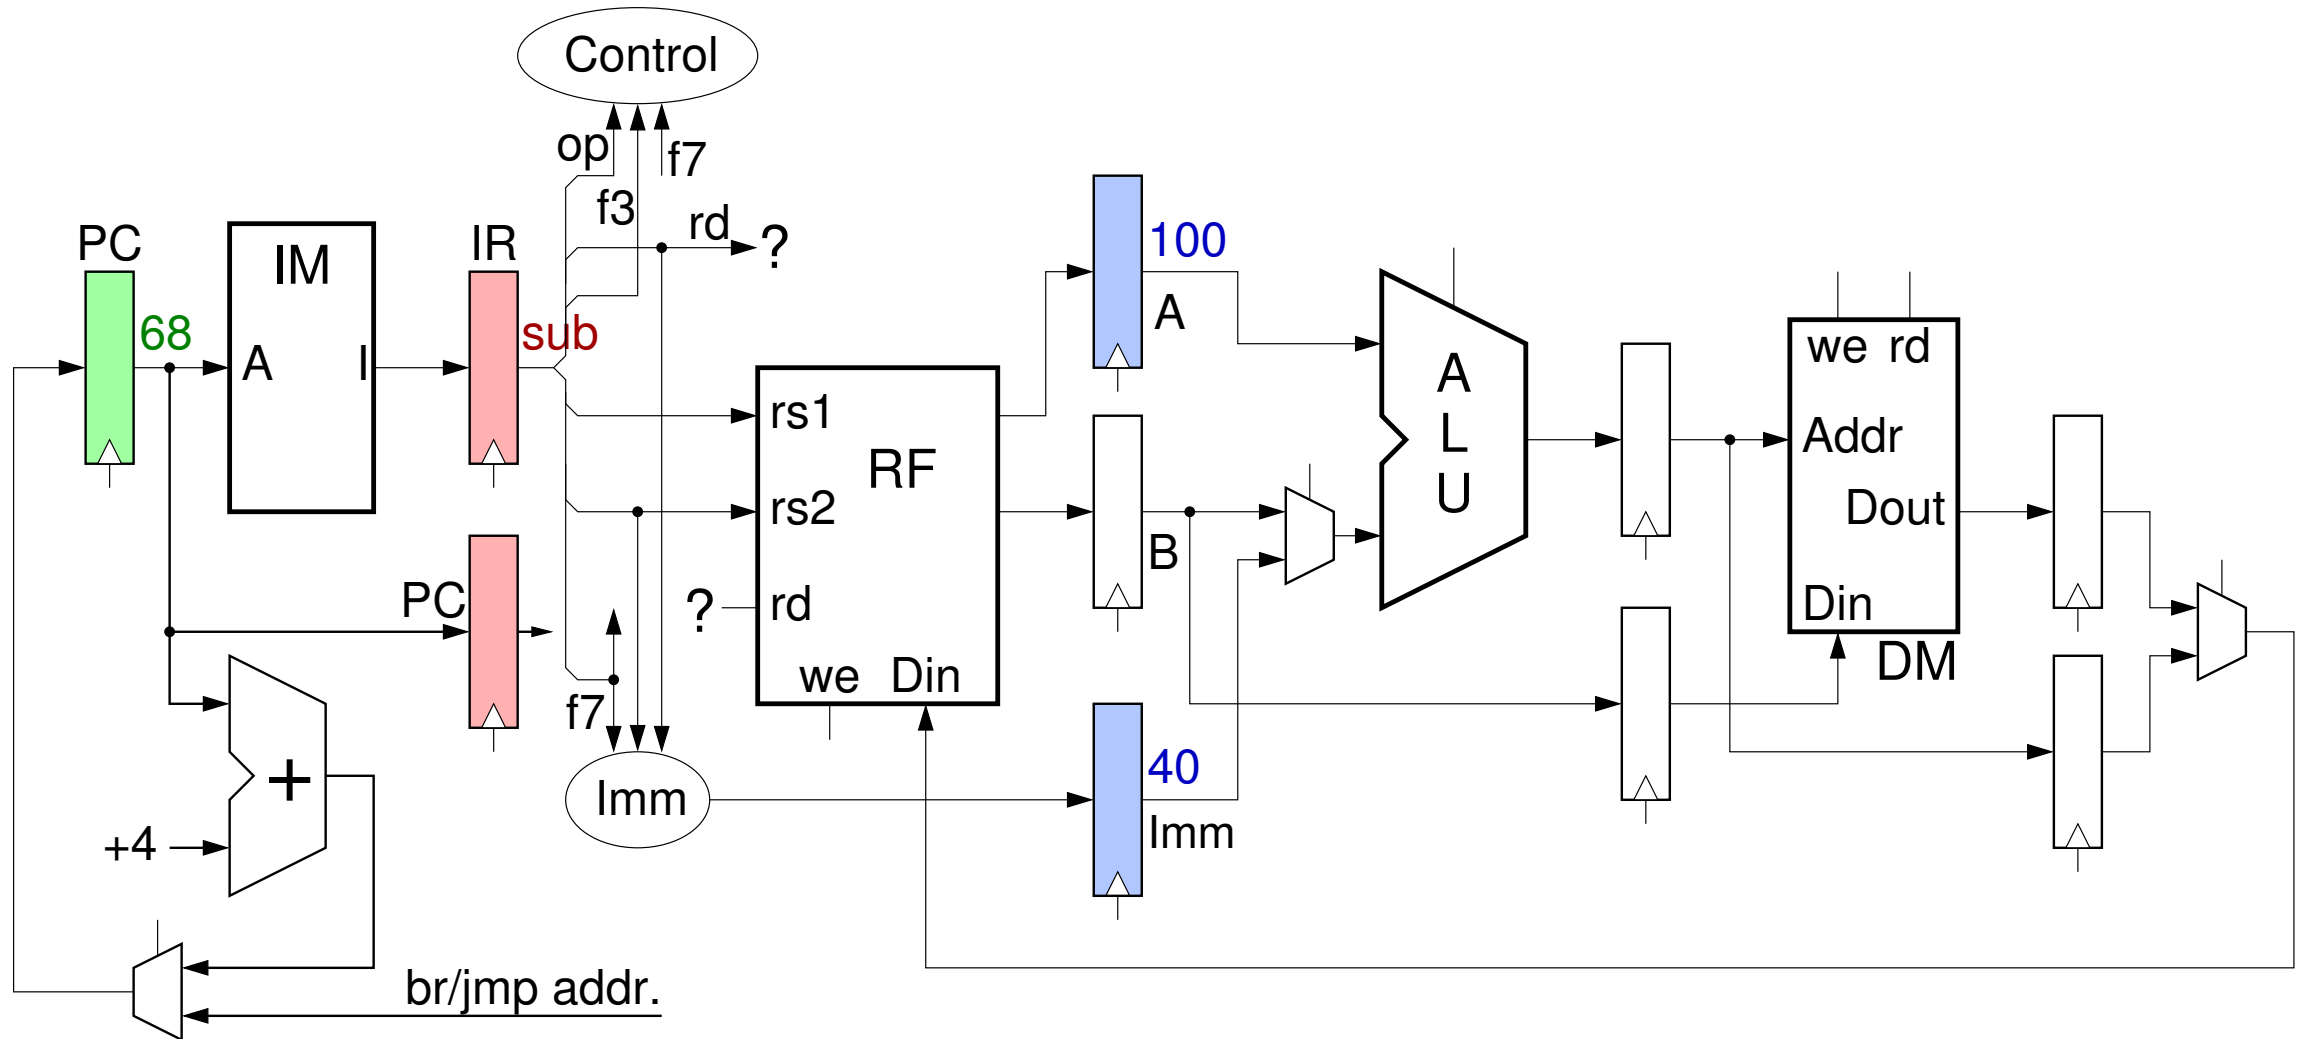 Control
op
f7
f3
rd
?
PC
IM
IR
100
68
sub
A
A
I
rs1
RF
rs2
?
rd
we Din
B
A
L
U
we rd
Addr
Dout
Din
DM
PC
f7
+
Imm
40
Imm
+4
br/jmp addr.